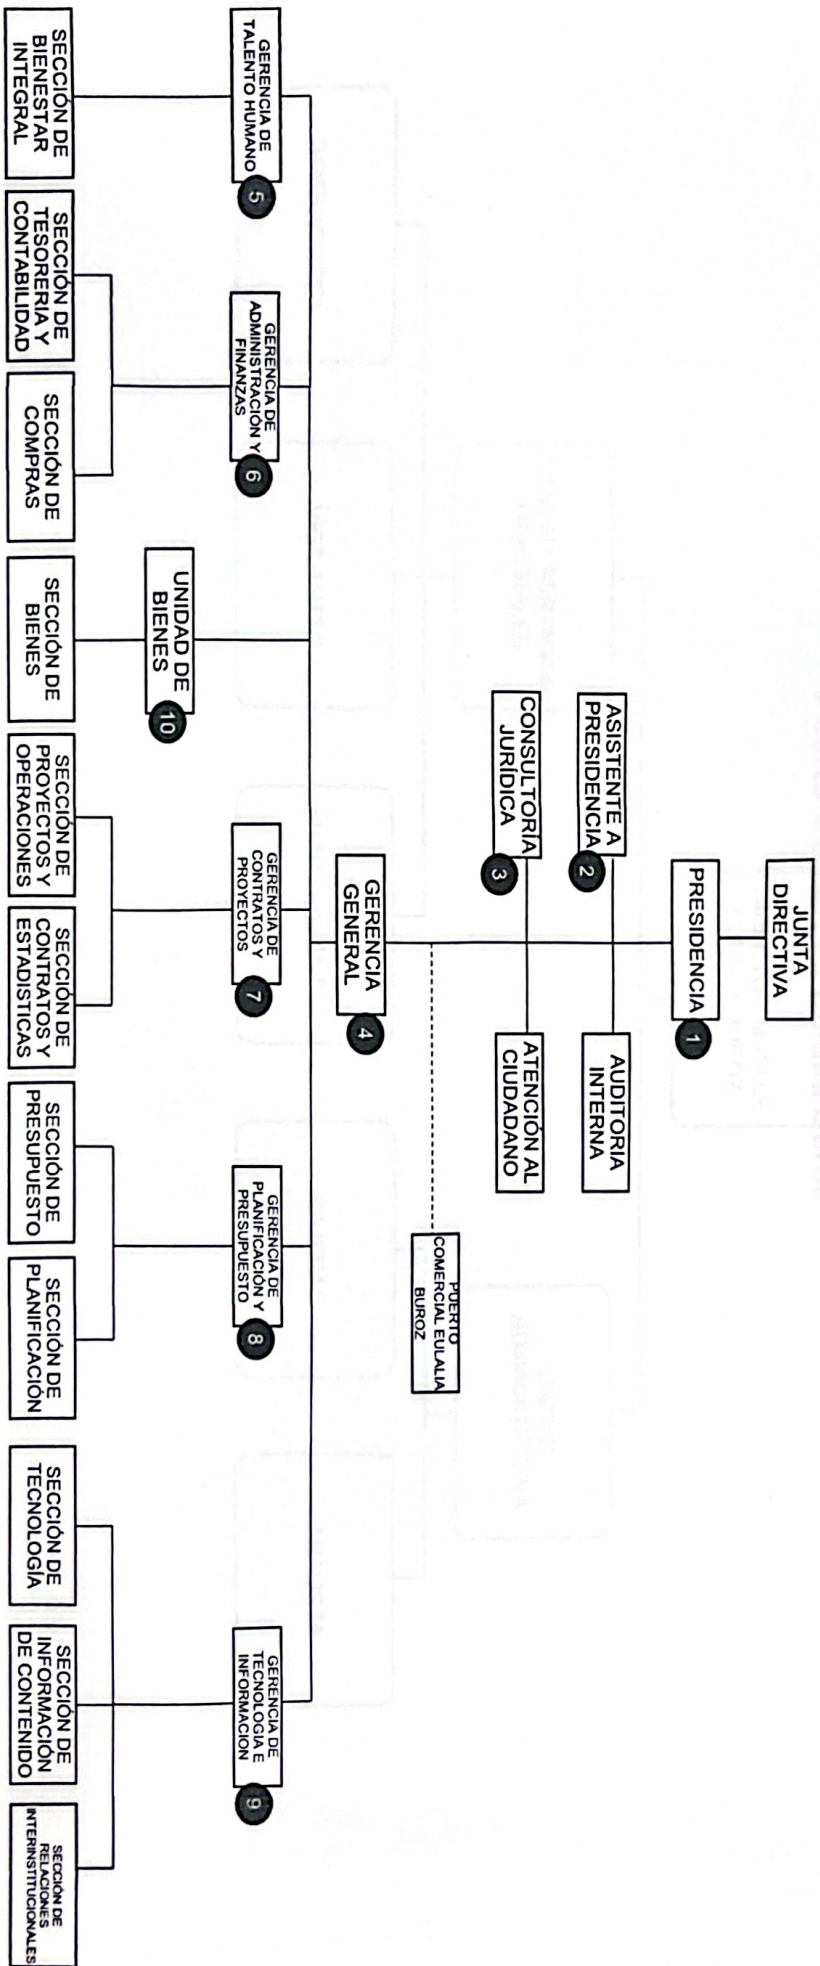 JUNTA
DIRECTIVA
PRESIDENCIA
1
ASISTENTE A
PRESIDENCIA
2
AUDITORIA
INTERNA
CONSULTORÍA
JURÍDICA
3
ATENCIÓN AL
CIUDADANO
PUERTO
COMERCIAL EULALIA
BUROZ
GERENCIA
GENERAL
4
GERENCIA DE
TALENTO HUMANO
5
GERENCIA DE
ADMINISTRACIÓN Y
FINANZAS
6
GERENCIA DE
CONTRATOS Y
PROYECTOS
7
GERENCIA DE
PLANIFICACIÓN Y
PRESUPUESTO
8
GERENCIA DE
TECNOLOGIA E
INFORMACION
9
UNIDAD DE
BIENES
10
SECCIÓN DE
BIENESTAR
INTEGRAL
SECCIÓN DE
TESORERIA Y
CONTABILIDAD
SECCIÓN DE
COMPRAS
SECCIÓN DE
BIENES
SECCIÓN DE
PROYECTOS Y
OPERACIONES
SECCIÓN DE
CONTRATOS Y
ESTADISTICAS
SECCIÓN DE
PRESUPUESTO
SECCIÓN DE
PLANIFICACIÓN
SECCIÓN DE
TECNOLOGÍA
SECCIÓN DE
INFORMACIÓN
DE CONTENIDO
SECCIÓN DE
RELACIONES
INTERINSTITUCIONALES